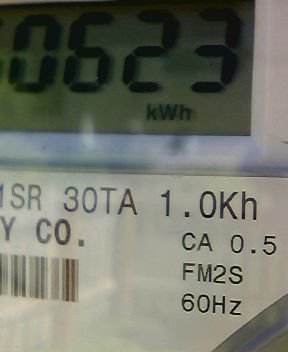 0623
kWh
1SR 30TA 1.0Kh
Y CO.
CA 0.5
FM2S
60Hz